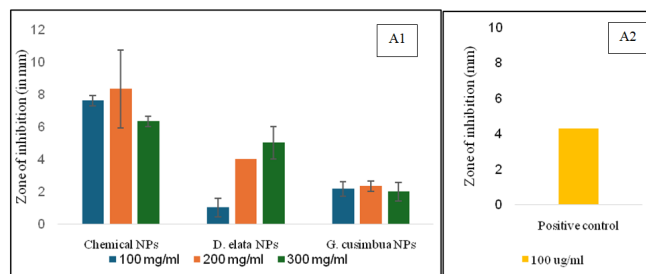 A1
Zone of inhibition (in mm)
12
10
8
6
4
2
0
Chemical NPs D. elata NPs G. cusimbua NPs
100 mg/ml 200 mg/ml 300 mg/ml
A2
Zone of inhibition (mm)
10
8
6
4
2
0
Positive control
100 ug/ml